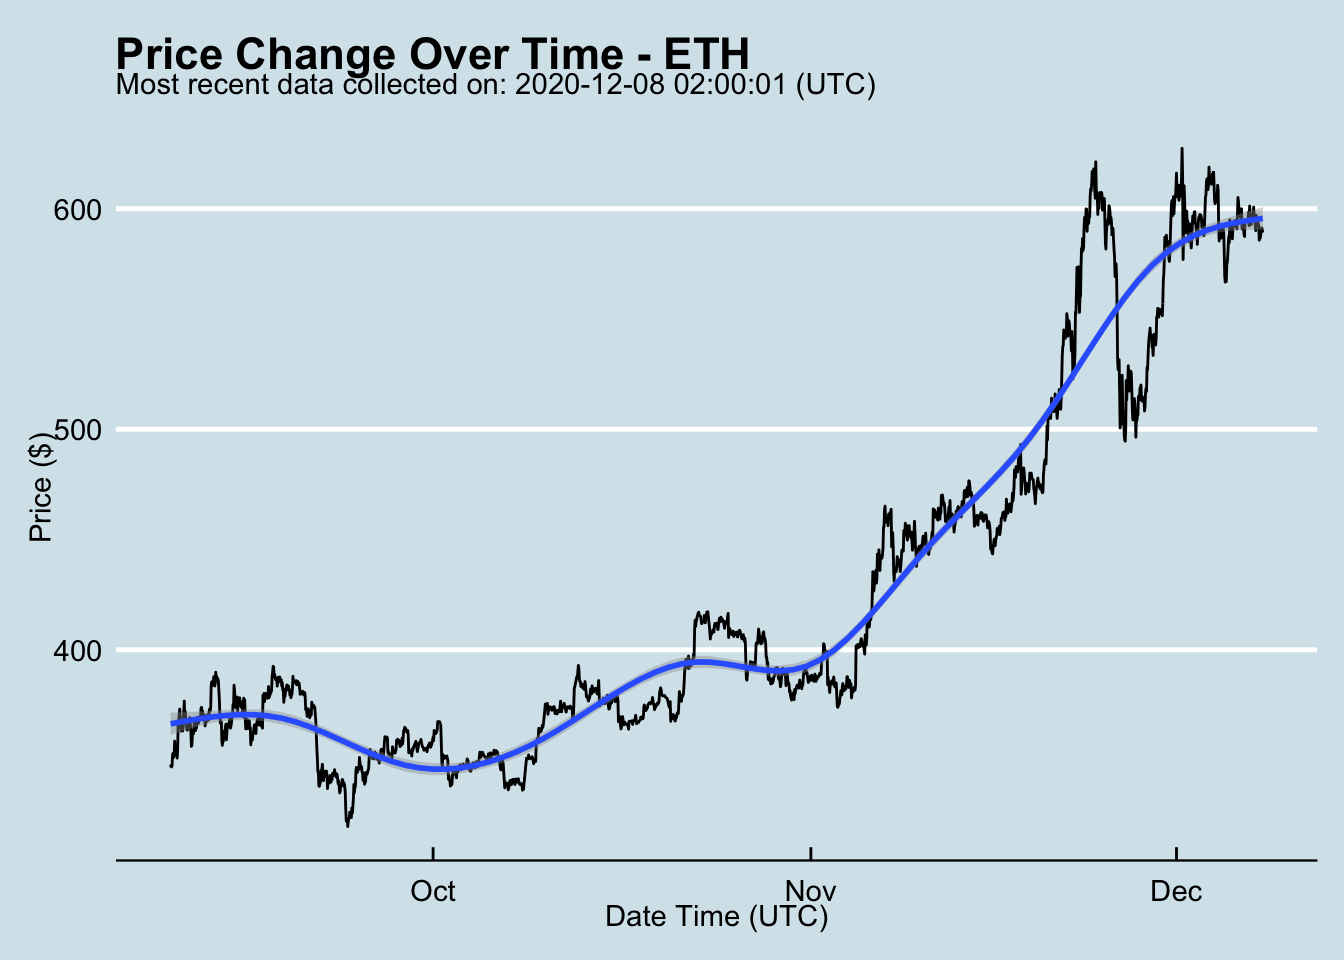 Price Change Over Time - ETH
Most recent data collected on: 2020-12-08 02:00:01 (UTC)
600
500
400
Price ($)
Oct
Nov
Dec
Date Time (UTC)